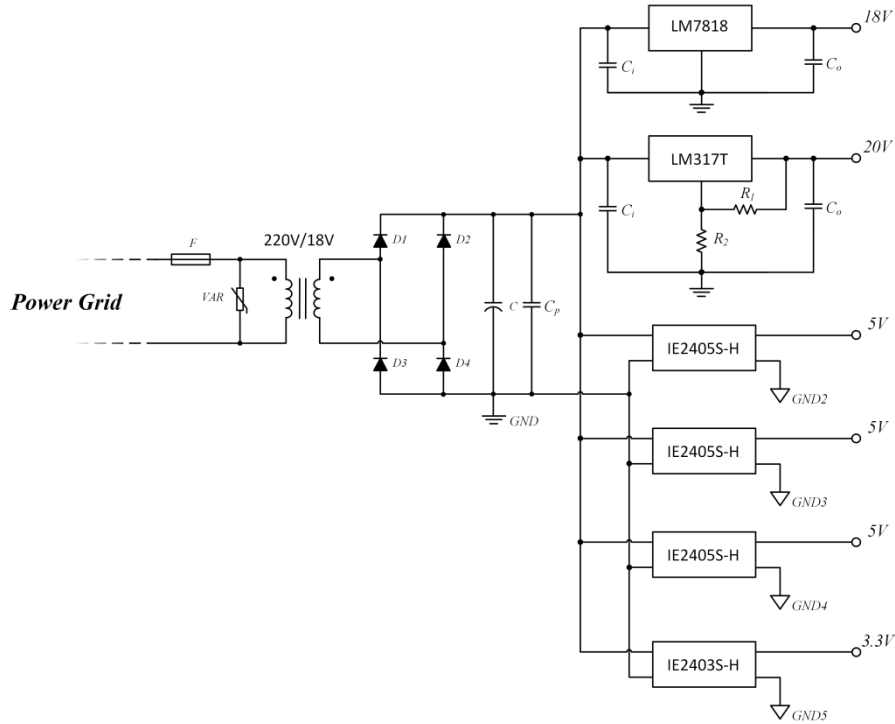 LM7818
18V
Ci
Co
LM317T
20V
R1
R2
Ci
Co
220V/18V
F
VAR
Power Grid
D1
D2
D3
D4
C
Cp
GND
IE2405S-H
5V
GND2
IE2405S-H
5V
GND3
IE2405S-H
5V
GND4
IE2403S-H
3.3V
GND5